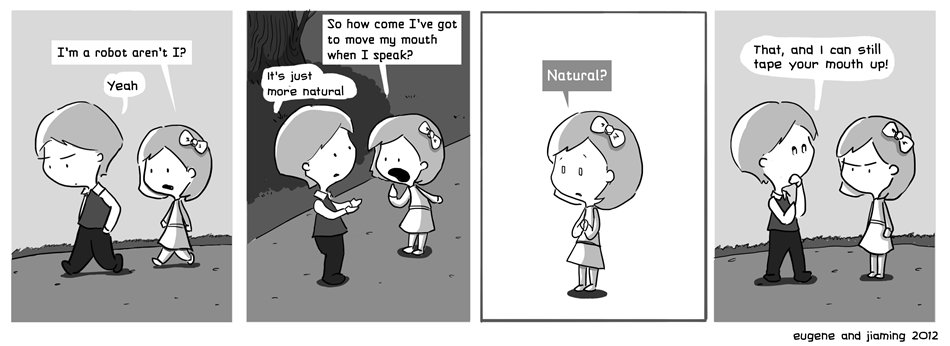 I'm a robot aren't I?
Yeah
So how come I've got
to move my mouth
when I speak?
It's just
more natural
Natural?
That, and I can still
tape your mouth up!
eugene and jiaming 2012